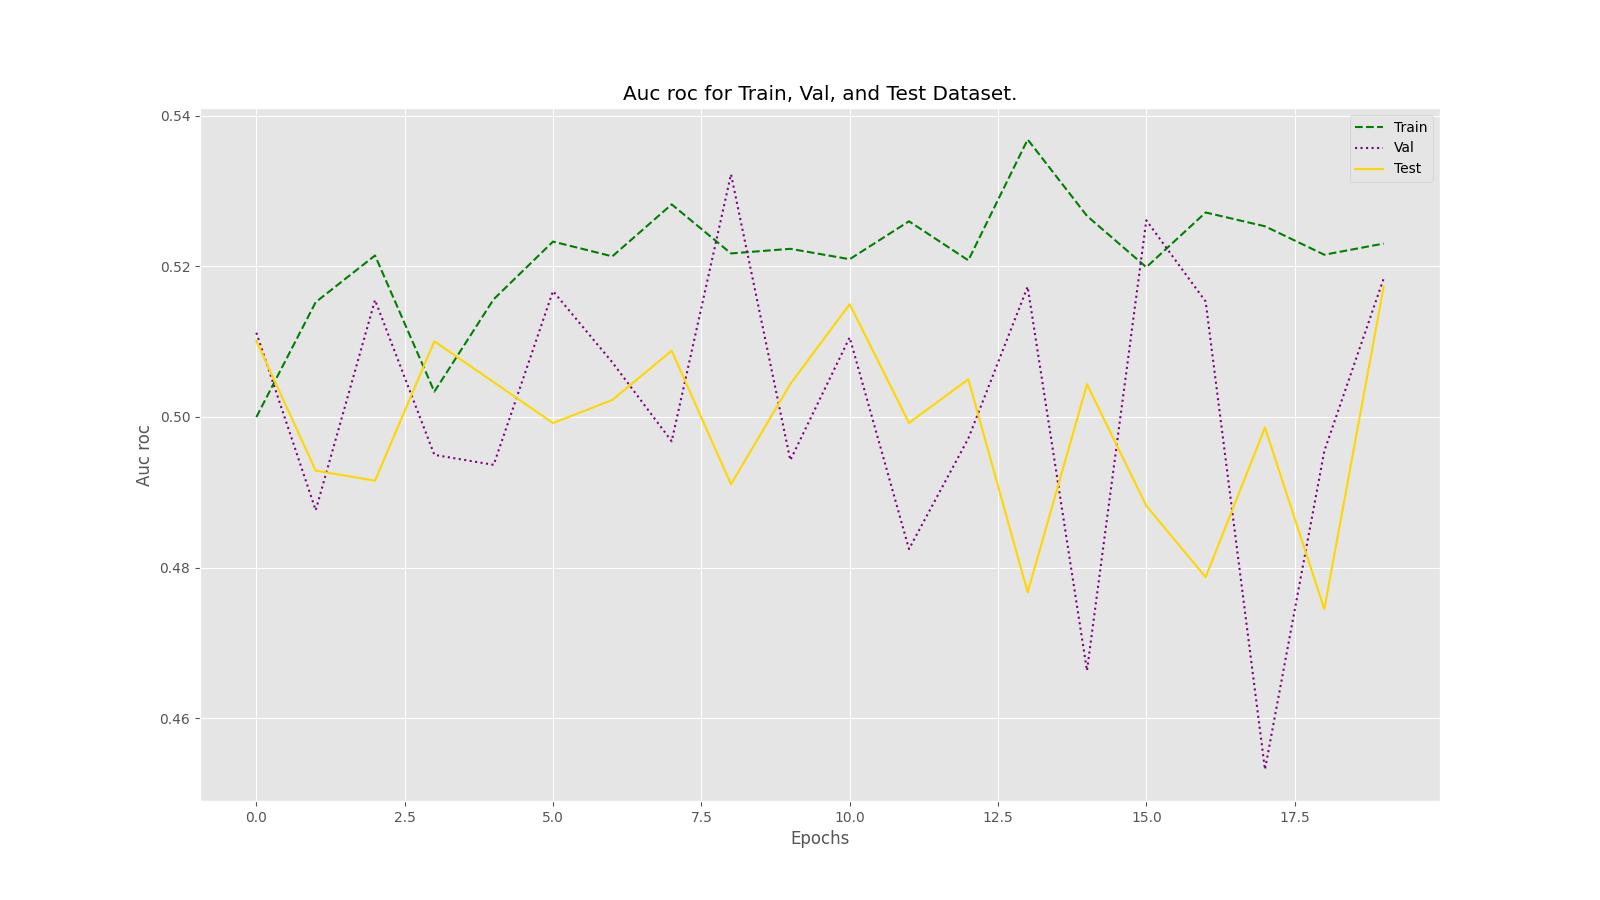 Auc roc for Train, Val, and Test Dataset.
0.54
0.52
0.50
0.48
0.46
Auc roc
Train
Val
Test
0.0 2.5 5.0 7.5 10.0 12.5 15.0 17.5
Epochs